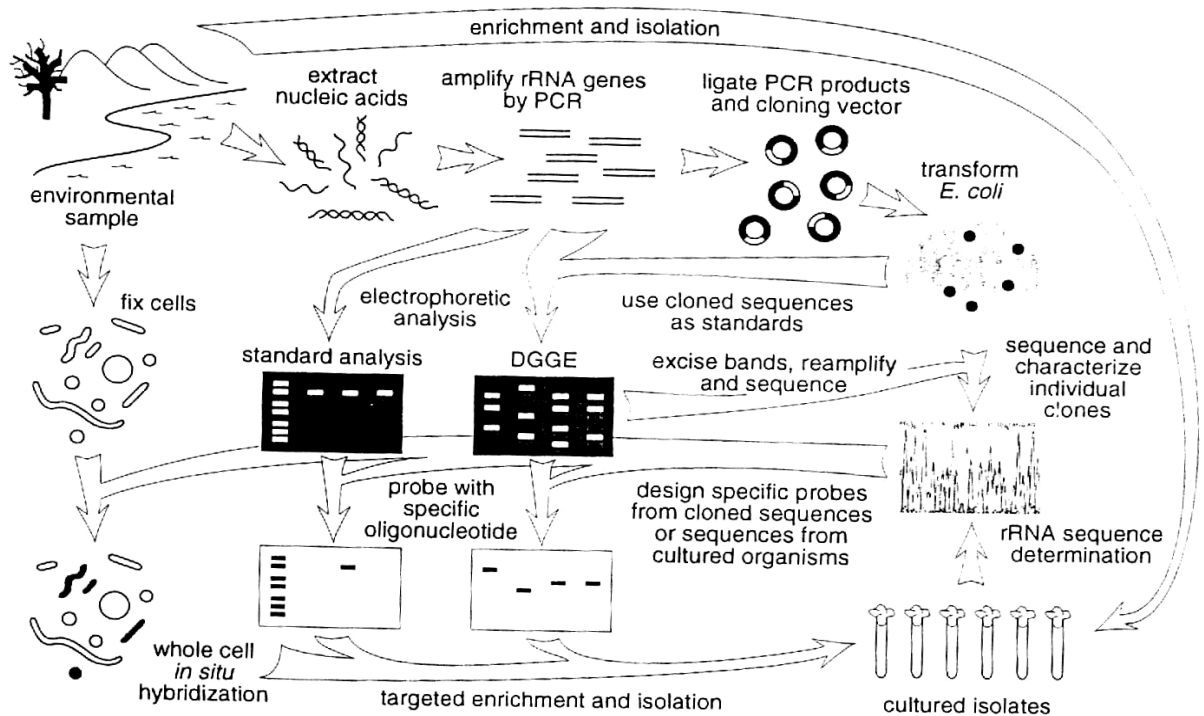 enrichment and isolation
extract
nucleic acids
amplify rRNA genes
by PCR
ligate PCR products
and cloning vector
transform
E. coli
environmental
sample
fix cells
electrophoretic
analysis
use cloned sequences
as standards
standard analysis
DGGE
excise bands, reamplify
and sequence
sequence and
characterize
individual
clones
probe with
specific
oligonucleotide
design specific probes
from cloned sequences
or sequences from
cultured organisms
rRNA sequence
determination
whole cell
in situ
hybridization
targeted enrichment and isolation
cultured isolates